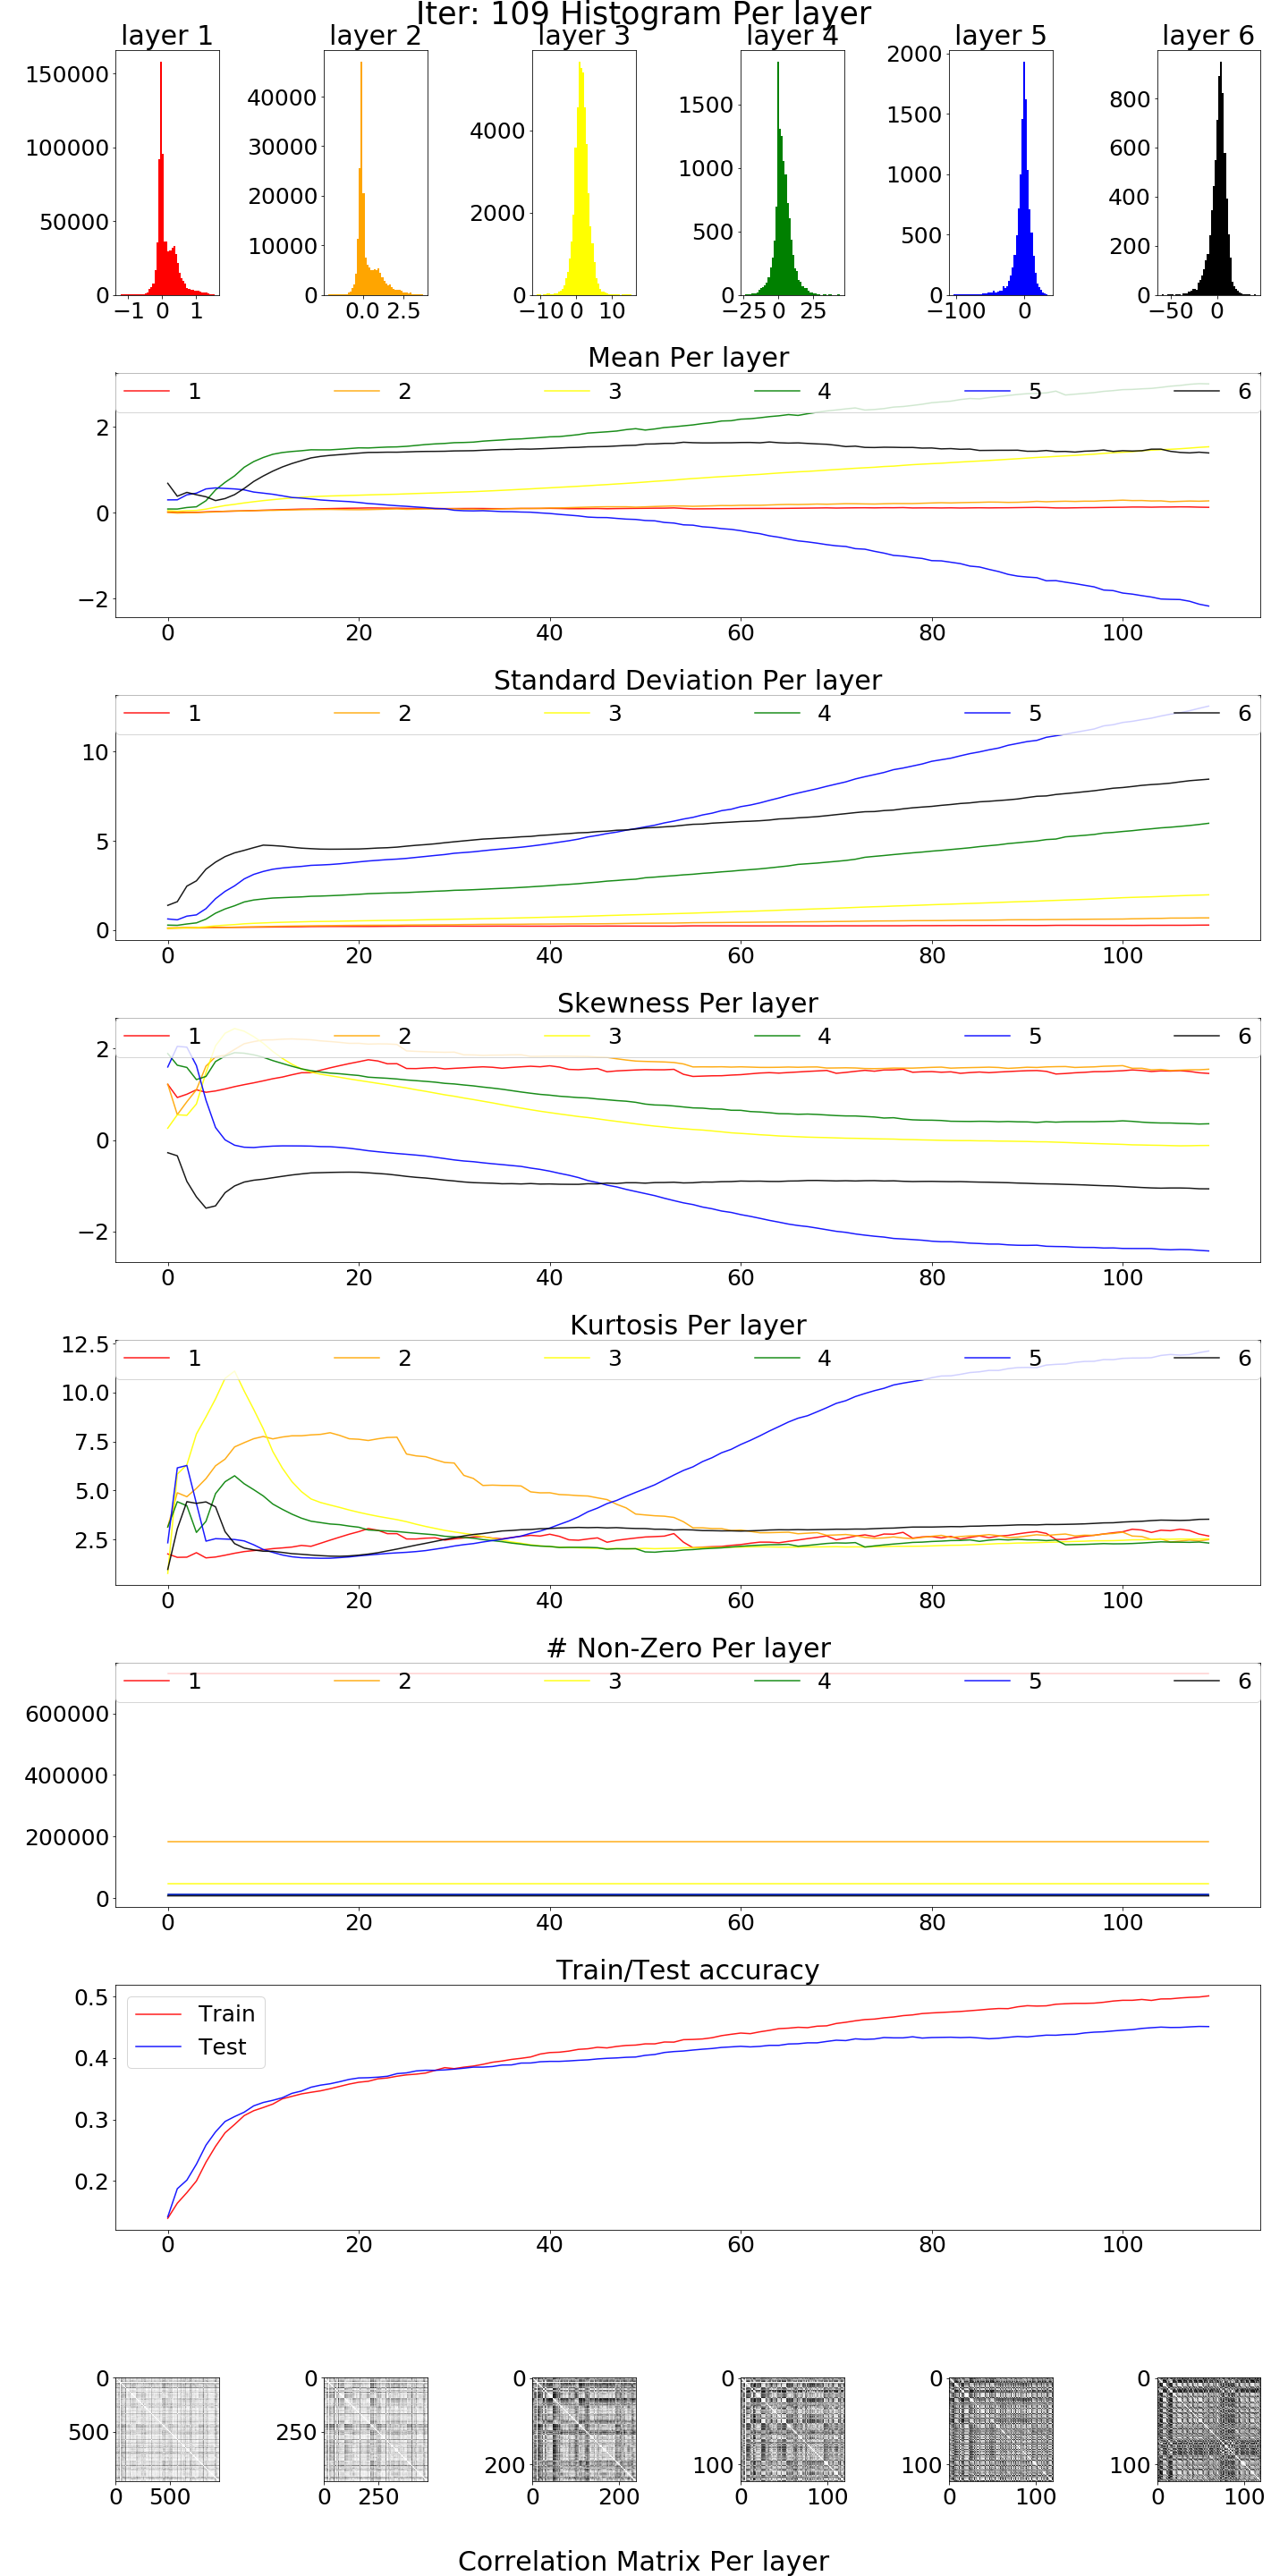 Iter: 109 Histogram Per layer
layer 1 layer 2 layer 3 layer 4 layer 5 layer 6
150000 100000 50000 0
−1 0 1
40000 30000 20000 10000 0
0.0 2.5
4000 2000 0
−10 0 10
1500 1000 500 0
−25 0 25
2000 1500 1000 500 0
−100 0
800 600 400 200 0
−50 0
Mean Per layer
1 2 3 4 5 6
2
0
−2
0 20 40 60 80 100
Standard Deviation Per layer
1 2 3 4 5 6
10
5
0
0 20 40 60 80 100
Skewness Per layer
1 2 3 4 5 6
2
0
−2
0 20 40 60 80 100
Kurtosis Per layer
12.5
1 2 3 4 5 6
10.0
7.5
5.0
2.5
0 20 40 60 80 100
# Non-Zero Per layer
1 2 3 4 5 6
600000
400000
200000
0
0 20 40 60 80 100
Train/Test accuracy
0.5
Train
Test
0.4
0.3
0.2
0 20 40 60 80 100
0 500
0 500
0 250
0 250
0 200
0 200
0 100
0 100
0 100
0 100
0 100
0 100
Correlation Matrix Per layer